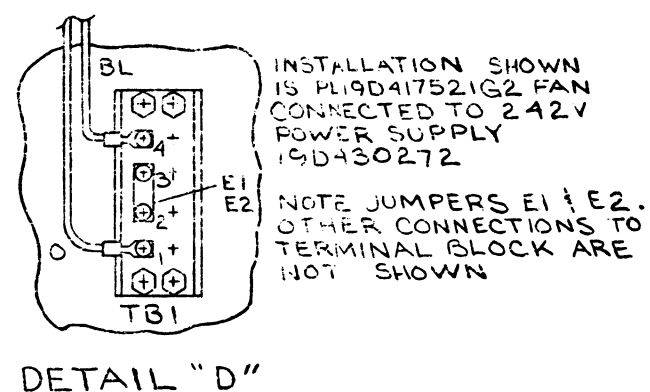 BL
INSTALLATION SHOWN
IS PL19D417521G2 FAN
CONNECTED TO 242V
POWER SUPPLY
19D430272
4
3
E1
E2
2
1
NOTE JUMPERS E1 & E2.
OTHER CONNECTIONS TO
TERMINAL BLOCK ARE
NOT SHOWN
O
TB1
DETAIL "D"